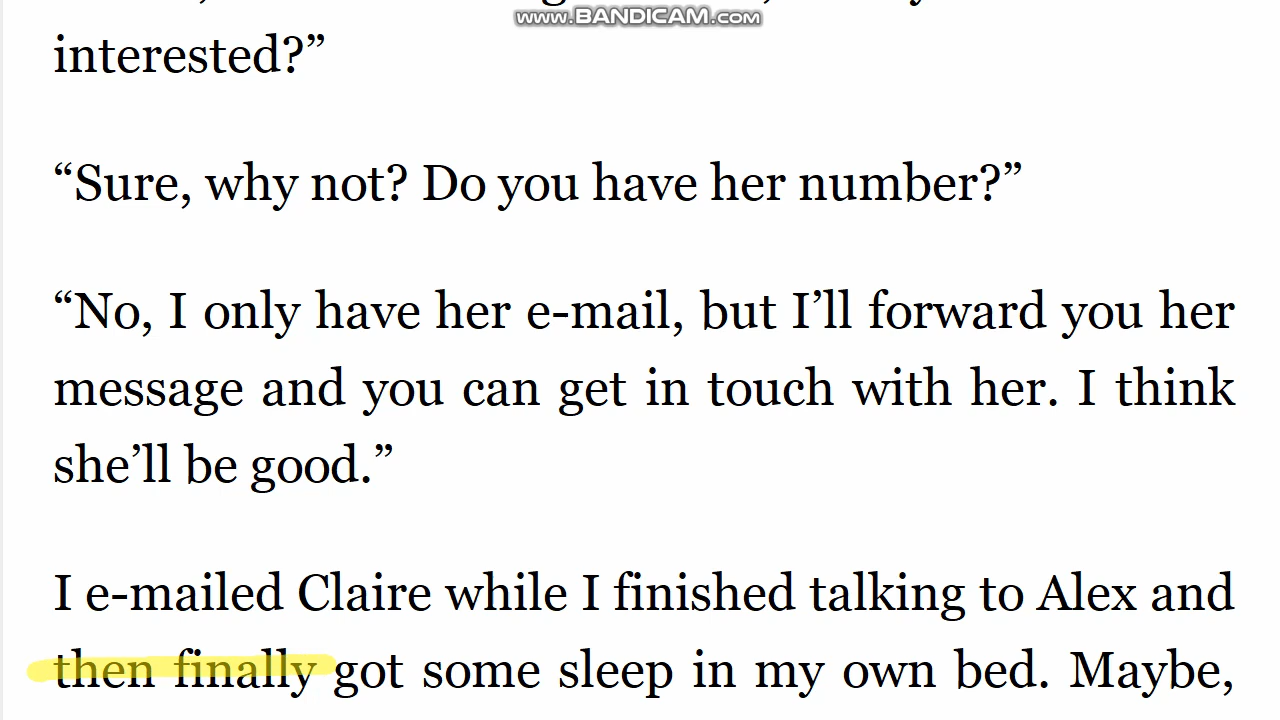 www.BANDICAM.com
interested?”
“Sure, why not? Do you have her number?”
“No, I only have her e-mail, but I’ll forward you her
message and you can get in touch with her. I think
she’ll be good.”
I e-mailed Claire while I finished talking to Alex and
then finally got some sleep in my own bed. Maybe,